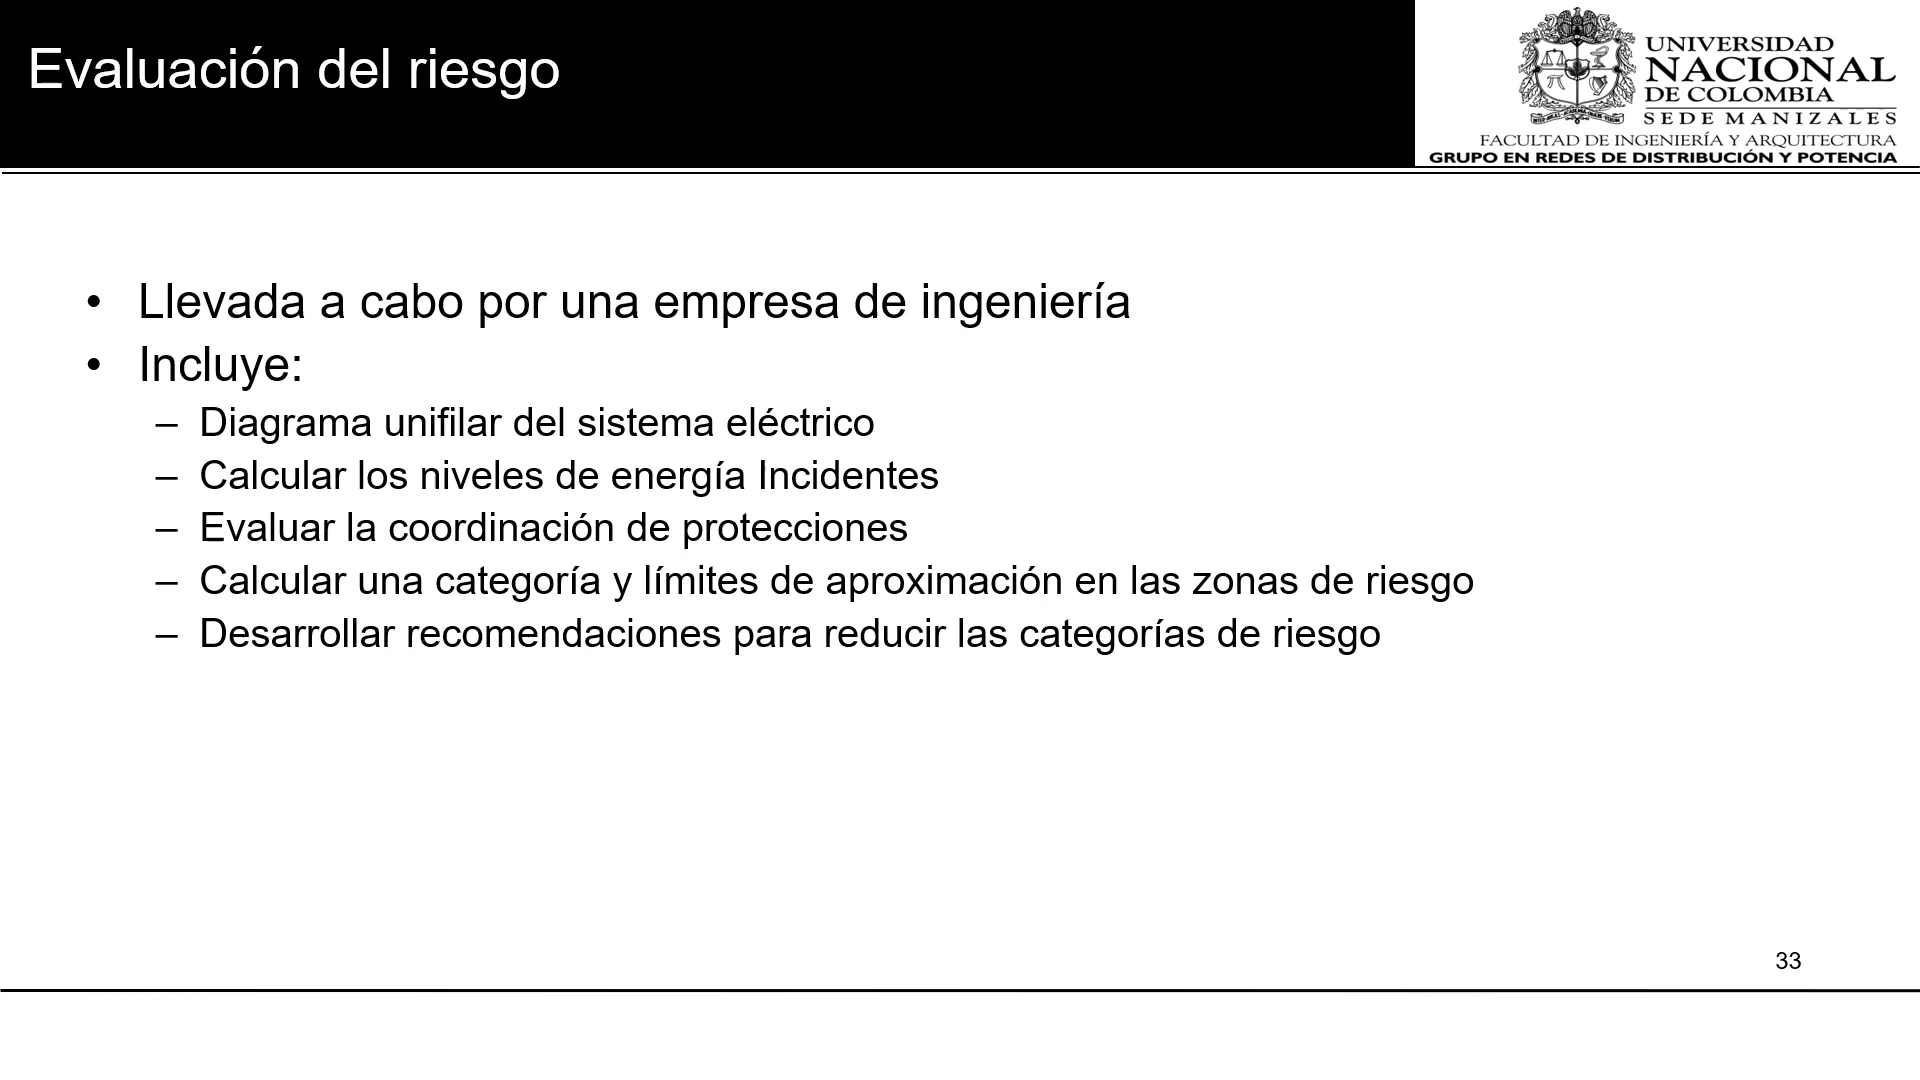 Evaluación del riesgo
UNIVERSIDAD
NACIONAL
DE COLOMBIA
SEDE MANIZALES
FACULTAD DE INGENIERÍA Y ARQUITECTURA
GRUPO EN REDES DE DISTRIBUCIÓN Y POTENCIA
• Llevada a cabo por una empresa de ingeniería
• Incluye:
– Diagrama unifilar del sistema eléctrico
– Calcular los niveles de energía Incidentes
– Evaluar la coordinación de protecciones
– Calcular una categoría y límites de aproximación en las zonas de riesgo
– Desarrollar recomendaciones para reducir las categorías de riesgo
33